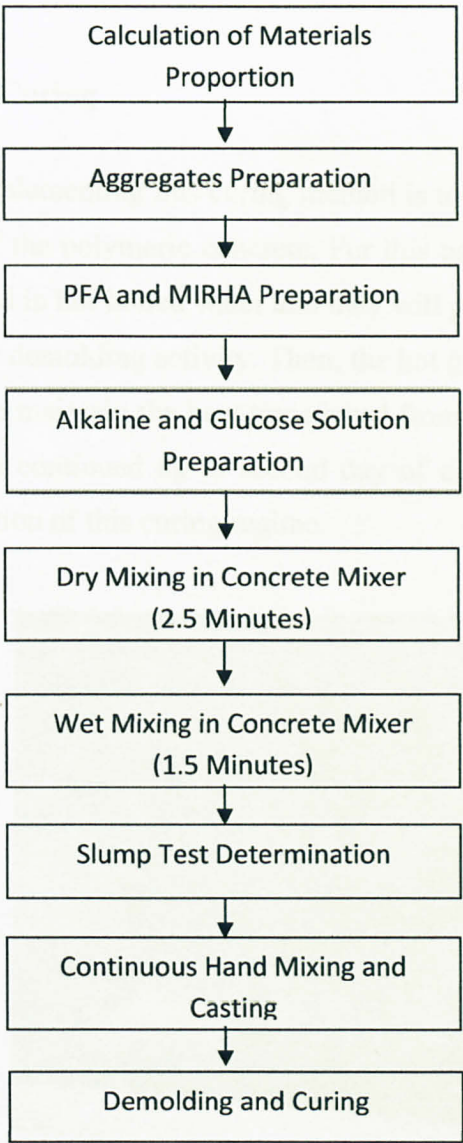 Calculation of Materials
Proportion
Aggregates Preparation
PFA and MIRHA Preparation
Alkaline and Glucose Solution
Preparation
Dry Mixing in Concrete Mixer
(2.5 Minutes)
Wet Mixing in Concrete Mixer
(1.5 Minutes)
Slump Test Determination
Continuous Hand Mixing and
Casting
Demolding and Curing